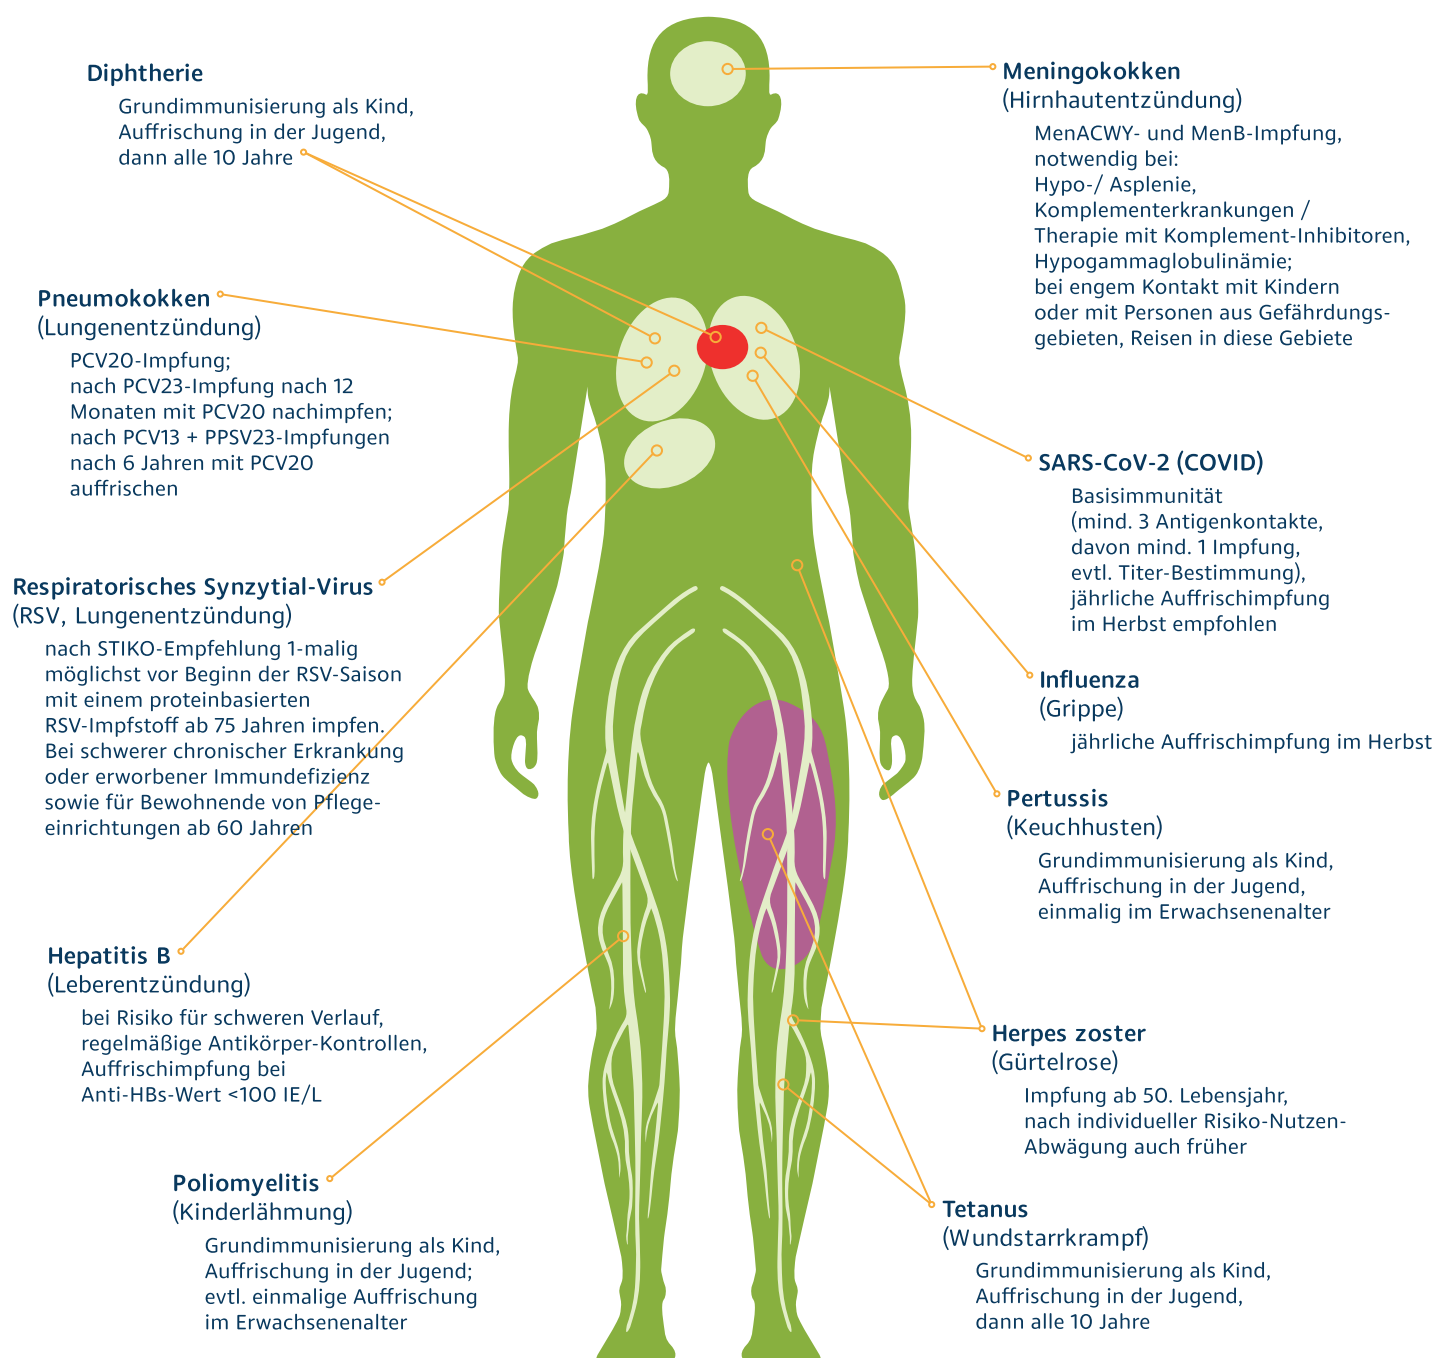 Diphtherie
Grundimmunisierung als Kind,
Auffrischung in der Jugend,
dann alle 10 Jahre
Pneumokokken
(Lungenentzündung)
PCV20-Impfung;
nach PCV23-Impfung nach 12
Monaten mit PCV20 nachimpfen;
nach PCV13 + PPSV23-Impfungen
nach 6 Jahren mit PCV20
auffrischen
Respiratorisches Synzytial-Virus
(RSV, Lungenentzündung)
nach STIKO-Empfehlung 1-malig
möglichst vor Beginn der RSV-Saison
mit einem proteinbasierten
RSV-Impfstoff ab 75 Jahren impfen.
Bei schwerer chronischer Erkrankung
oder erworbener Immundefizienz
sowie für Bewohnende von Pflege-
einrichtungen ab 60 Jahren
Hepatitis B
(Leberentzündung)
bei Risiko für schweren Verlauf,
regelmäßige Antikörper-Kontrollen,
Auffrischimpfung bei
Anti-HBs-Wert <100 IE/L
Poliomyelitis
(Kinderlähmung)
Grundimmunisierung als Kind,
Auffrischung in der Jugend;
evtl. einmalige Auffrischung
im Erwachsenenalter
Meningokokken
(Hirnhautentzündung)
MenACWY- und MenB-Impfung,
notwendig bei:
Hypo-/ Asplenie,
Komplementerkrankungen /
Therapie mit Komplement-Inhibitoren,
Hypogammaglobulinämie;
bei engem Kontakt mit Kindern
oder mit Personen aus Gefährdungs-
gebieten, Reisen in diese Gebiete
SARS-CoV-2 (COVID)
Basisimmunität
(mind. 3 Antigenkontakte,
davon mind. 1 Impfung,
evtl. Titer-Bestimmung),
jährliche Auffrischimpfung
im Herbst empfohlen
Influenza
(Grippe)
jährliche Auffrischimpfung im Herbst
Pertussis
(Keuchhusten)
Grundimmunisierung als Kind,
Auffrischung in der Jugend,
einmalig im Erwachsenenalter
Herpes zoster
(Gürtelrose)
Impfung ab 50. Lebensjahr,
nach individueller Risiko-Nutzen-
Abwägung auch früher
Tetanus
(Wundstarrkrampf)
Grundimmunisierung als Kind,
Auffrischung in der Jugend,
dann alle 10 Jahre